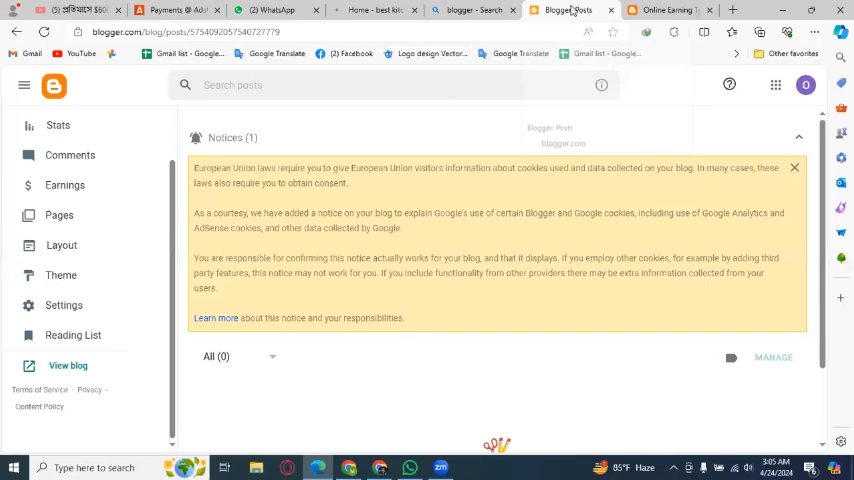 (5) প্রতিমাসে $600
Payments @ Ads
(2) WhatsApp
Home - best kit
blogger - Search
Blogger: Posts
Online Earning T
blogger.com/blog/posts/5754092057540727779
Gmail
YouTube
Gmail list - Google...
Google Translate
(2) Facebook
Logo design Vector...
Google Translate
Gmail list - Google...
Other favorites
Search posts
O
Stats
Comments
Earnings
Pages
Layout
Theme
Settings
Reading List
View blog
Terms of Service · Privacy ·
Content Policy
Blogger: Posts
blogger.com
Notices (1)
European Union laws require you to give European Union visitors information about cookies used and data collected on your blog. In many cases, these
laws also require you to obtain consent.
As a courtesy, we have added a notice on your blog to explain Google's use of certain Blogger and Google cookies, including use of Google Analytics and
AdSense cookies, and other data collected by Google
You are responsible for confirming this notice actually works for your blog, and that it displays. If you employ other cookies, for example by adding third
party features, this notice may not work for you. If you include functionality from other providers there may be extra information collected from your
users.
Learn more about this notice and your responsibilities.
All (0)
MANAGE
Type here to search
zm
85°F Haze
3:05 AM
4/24/2024